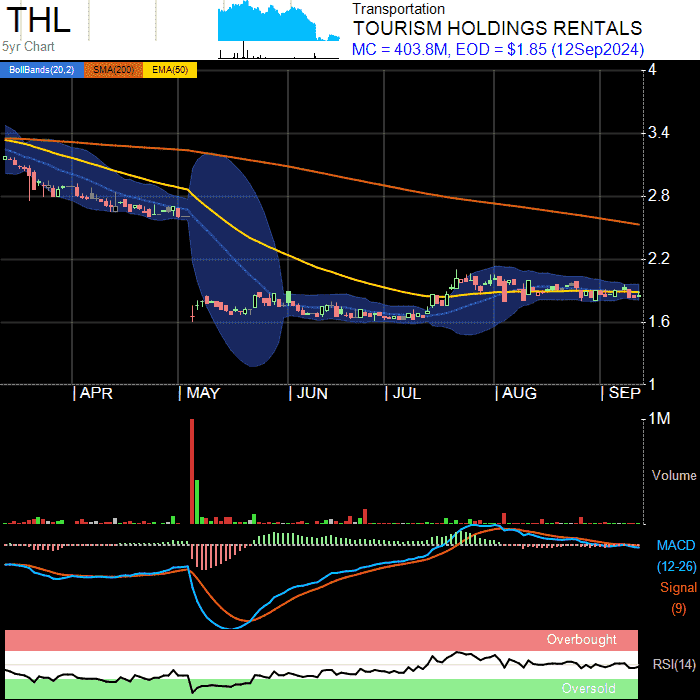 THL
5yr Chart
Transportation
TOURISM HOLDINGS RENTALS
MC = 403.8M, EOD = $1.85 (12Sep2024)
BollBands(20,2) SMA(200) EMA(50)
4
3.4
2.8
2.2
1.6
1
APR MAY JUN JUL AUG SEP
1M
Volume
MACD
(12-26)
Signal
(9)
Overbought
RSI(14)
Oversold